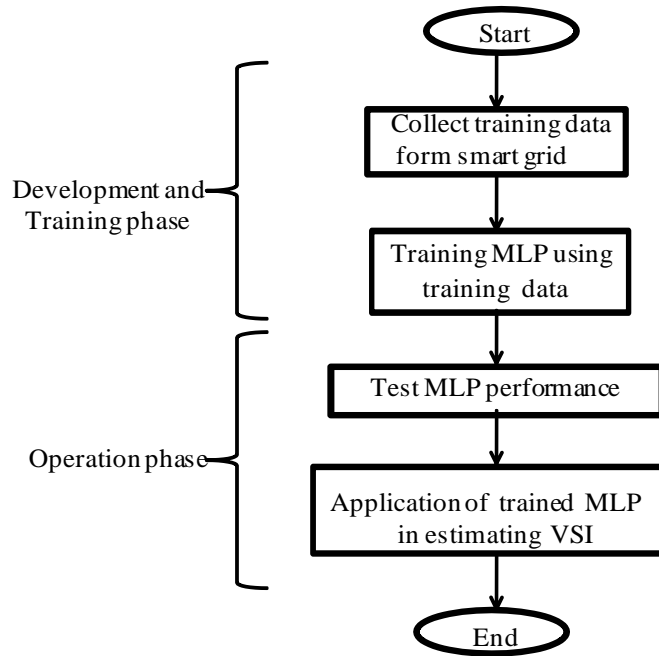 Start
Collect training data
form smart grid
Development and
Training phase
Training MLP using
training data
Test MLP performance
Operation phase
Application of trained MLP
in estimating VSI
End